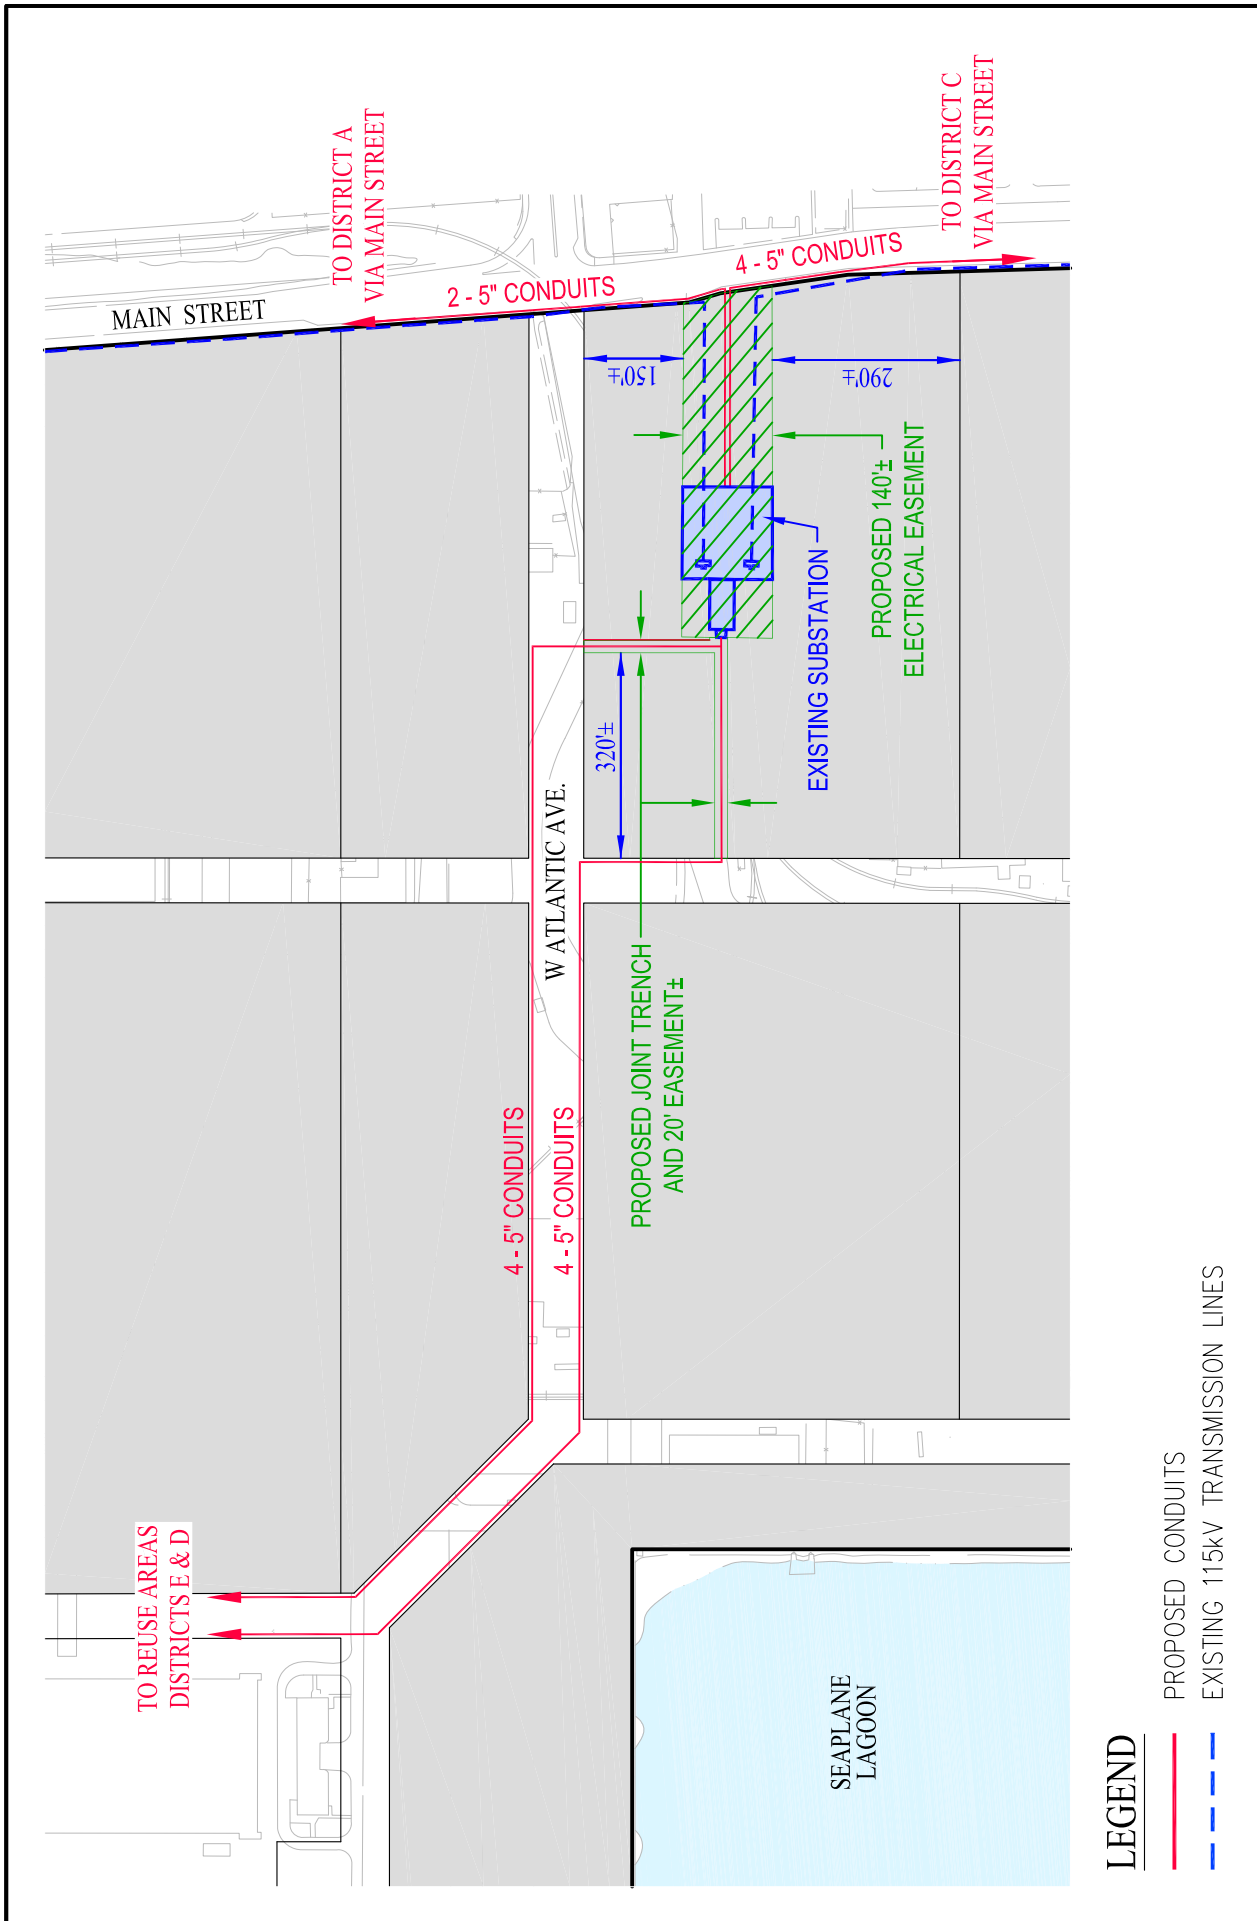 TO DISTRICT A
VIA MAIN STREET
TO DISTRICT C
VIA MAIN STREET
MAIN STREET
2 - 5" CONDUITS
4 - 5" CONDUITS
150'±
290'±
PROPOSED 140'±
ELECTRICAL EASEMENT
EXISTING SUBSTATION
320'±
W ATLANTIC AVE.
PROPOSED JOINT TRENCH
AND 20' EASEMENT±
4 - 5" CONDUITS
4 - 5" CONDUITS
TO REUSE AREAS
DISTRICTS E & D
SEAPLANE
LAGOON
LEGEND
PROPOSED CONDUITS
EXISTING 115kV TRANSMISSION LINES